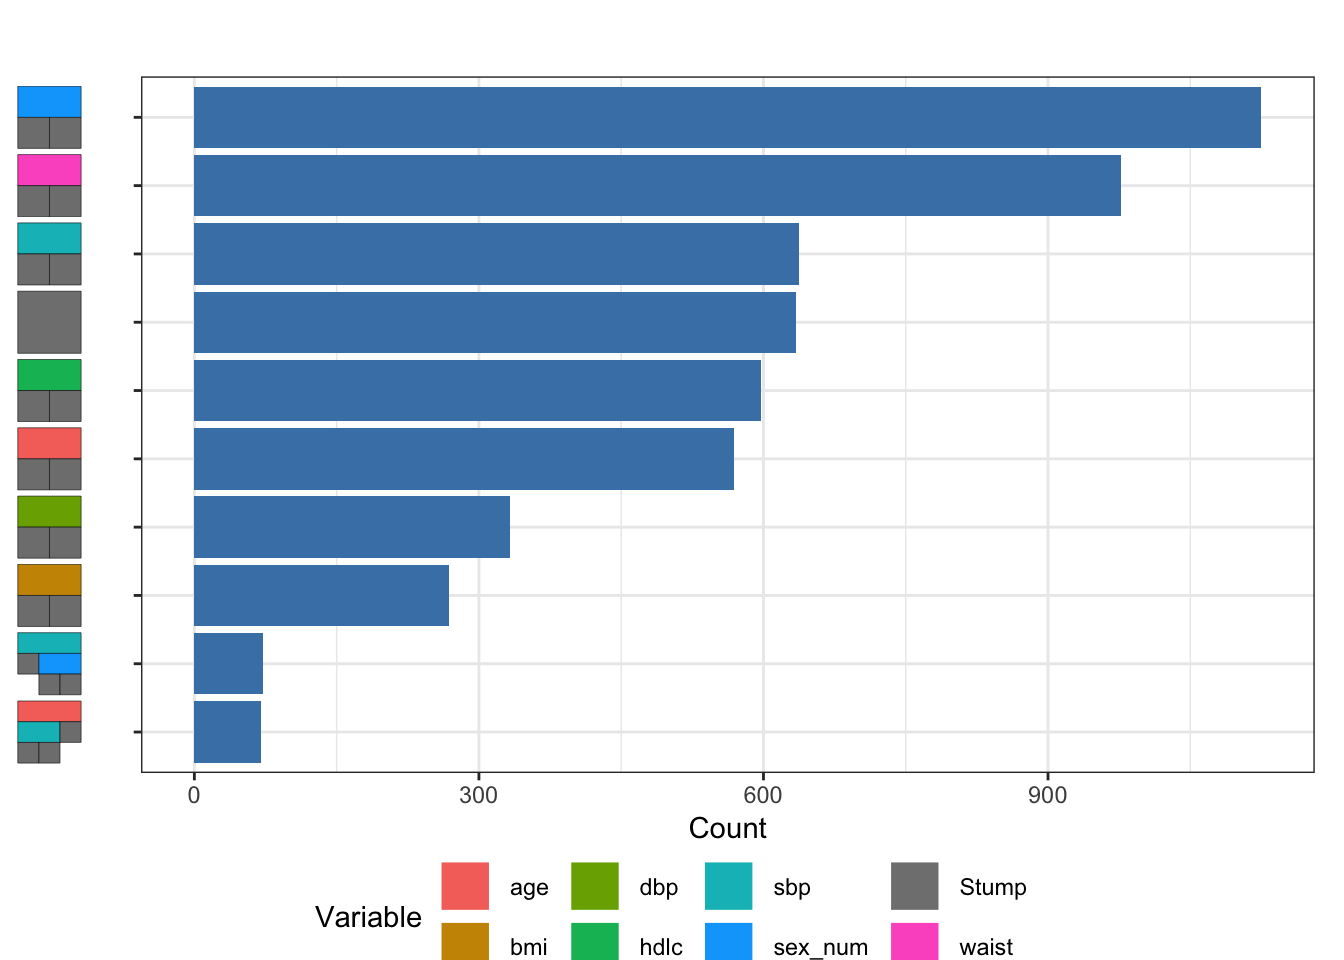 0 300 600 900
Count
Variable
age dbp sbp Stump
bmi hdlc sex_num waist